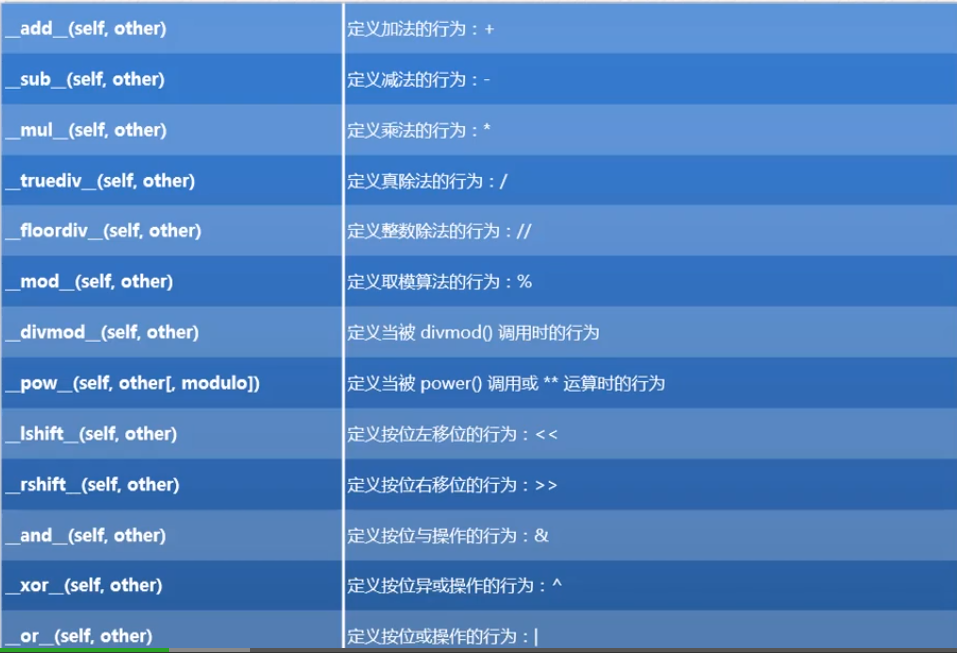 __add__(self, other) 定义加法的行为：+
__sub__(self, other) 定义减法的行为：-
__mul__(self, other) 定义乘法的行为：*
__truediv__(self, other) 定义真除法的行为：/
__floordiv__(self, other) 定义整数除法的行为：//
__mod__(self, other) 定义取模算法的行为：%
__divmod__(self, other) 定义当被 divmod() 调用时的行为
__pow__(self, other[, modulo]) 定义当被 power() 调用或 ** 运算时的行为
__lshift__(self, other) 定义按位左移位的行为：<<
__rshift__(self, other) 定义按位右移位的行为：>>
__and__(self, other) 定义按位与操作的行为：&
__xor__(self, other) 定义按位异或操作的行为：^
__or__(self, other) 定义按位或操作的行为：|